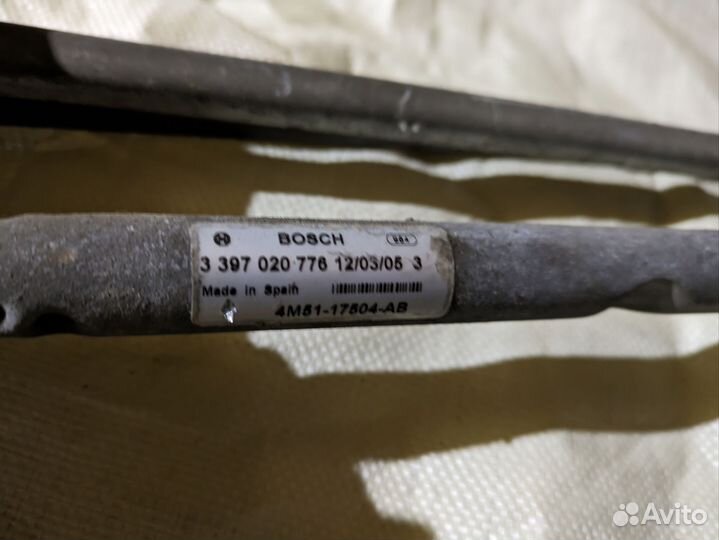 BOSCH
3 397 020 776 12/03/05 3
Made in Spain
4M51-17504-AB
Avito